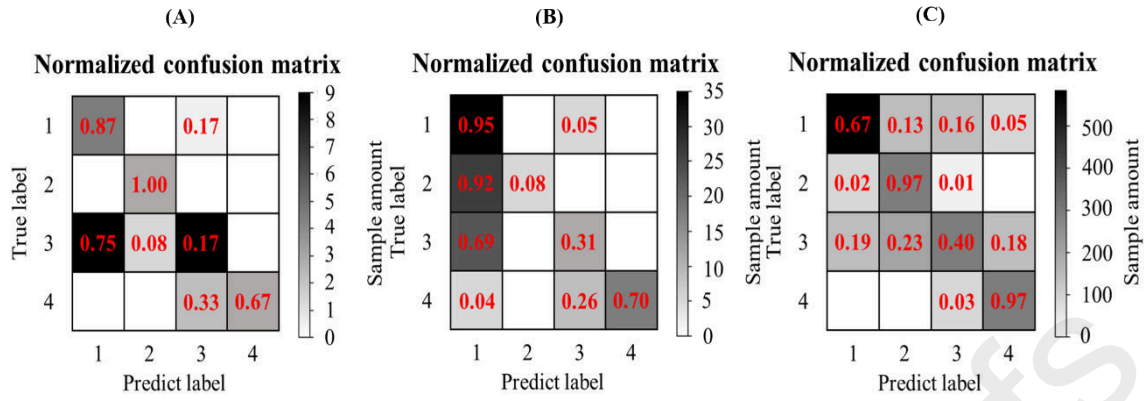 (A)
Normalized confusion matrix
True label
1
2
3
4
0.87
0.17
1.00
0.75 0.08 0.17
0.33 0.67
1 2 3 4
Predict label
9
8
7
6
5
4
3
2
1
0
Sample amount
(B)
Normalized confusion matrix
True label
1
2
3
4
0.95 0.05
0.92 0.08
0.69 0.31
0.04 0.26 0.70
1 2 3 4
Predict label
35
30
25
20
15
10
5
0
Sample amount
(C)
Normalized confusion matrix
True label
1
2
3
4
0.67 0.13 0.16 0.05
0.02 0.97 0.01
0.19 0.23 0.40 0.18
0.03 0.97
1 2 3 4
Predict label
500
400
300
200
100
0
Sample amount
fs